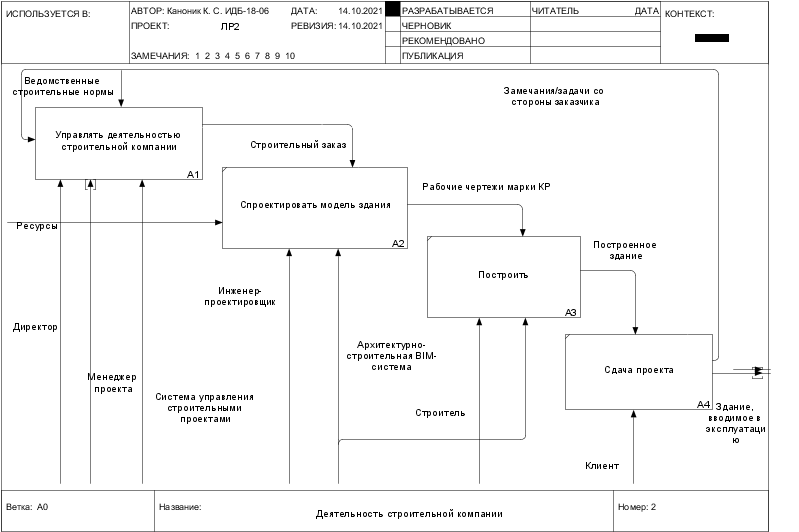 ИСПОЛЬЗУЕТСЯ В:
АВТОР: Каноник К. С. ИДБ-18-06
ДАТА: 14.10.2021
РАЗРАБАТЫВАЕТСЯ
ЧИТАТЕЛЬ
ДАТА
КОНТЕКСТ:
ПРОЕКТ: ЛР2
РЕВИЗИЯ: 14.10.2021
ЧЕРНОВИК
РЕКОМЕНДОВАНО
ЗАМЕЧАНИЯ: 1 2 3 4 5 6 7 8 9 10
ПУБЛИКАЦИЯ
Ведомственные
строительные нормы
Замечания/задачи со
стороны заказчика
Управлять деятельностью
строительной компании
A1
Строительный заказ
Спроектировать модель здания
A2
Рабочие чертежи марки КР
Ресурсы
Построенное
здание
Построить
A3
Инженер-
проектировщик
Директор
Архитектурно-
строительная BIM-
система
Сдача проекта
A4
Менеджер
проекта
Система управления
строительными
проектами
Строитель
Здание,
вводимое в
эксплуатаци
ю
Клиент
Ветка: A0
Название:
Деятельность строительной компании
Номер: 2